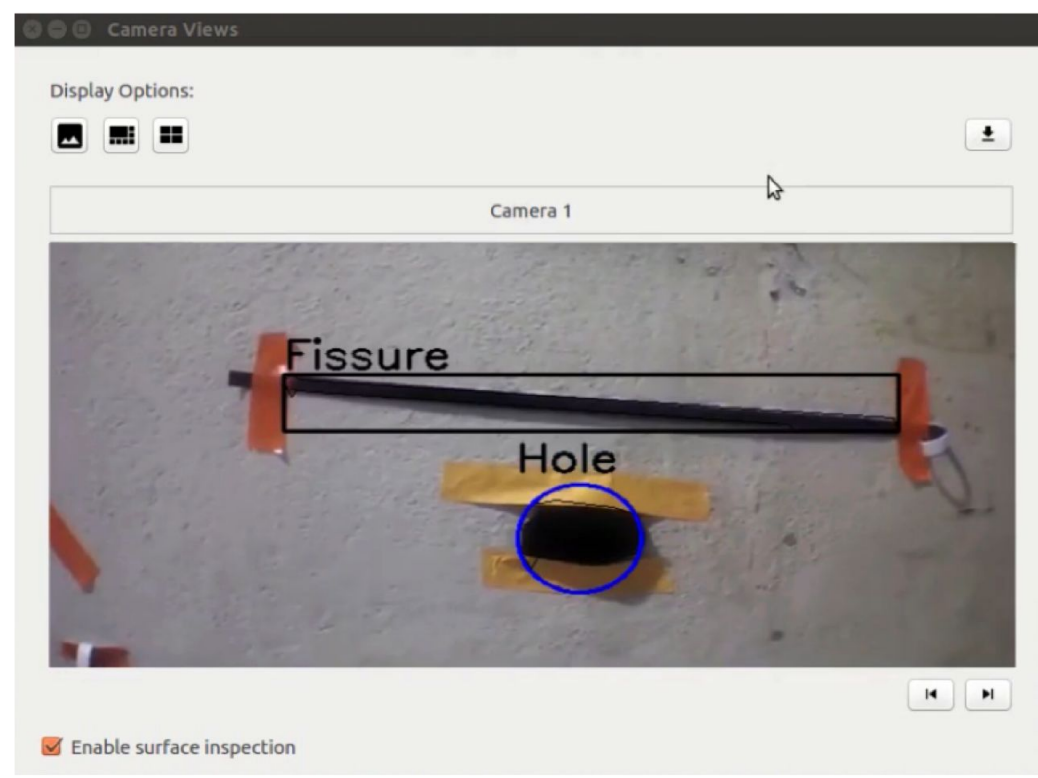 Camera Views
Display Options:
Camera 1
Fissure
Hole
Enable surface inspection